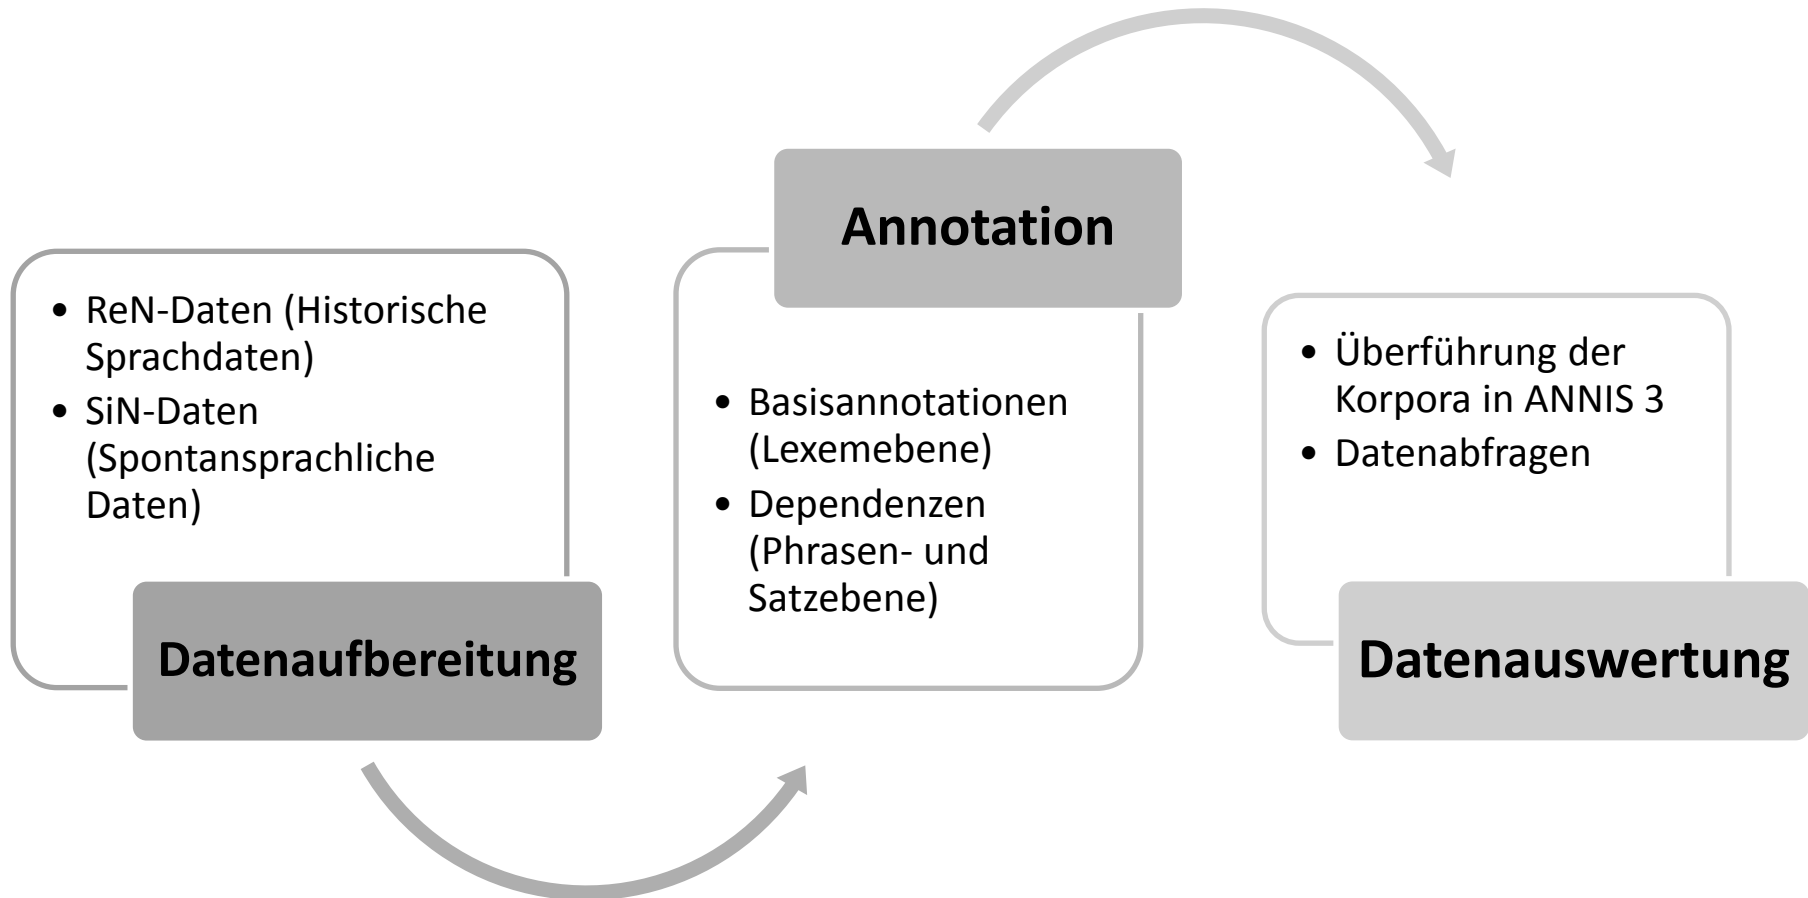 • ReN-Daten (Historische
Sprachdaten)
• SiN-Daten
(Spontansprachliche
Daten)
Datenaufbereitung
Annotation
• Basisannotationen
(Lexemebene)
• Dependenzen
(Phrasen- und
Satzebene)
• Überführung der
Korpora in ANNIS 3
• Datenabfragen
Datenauswertung